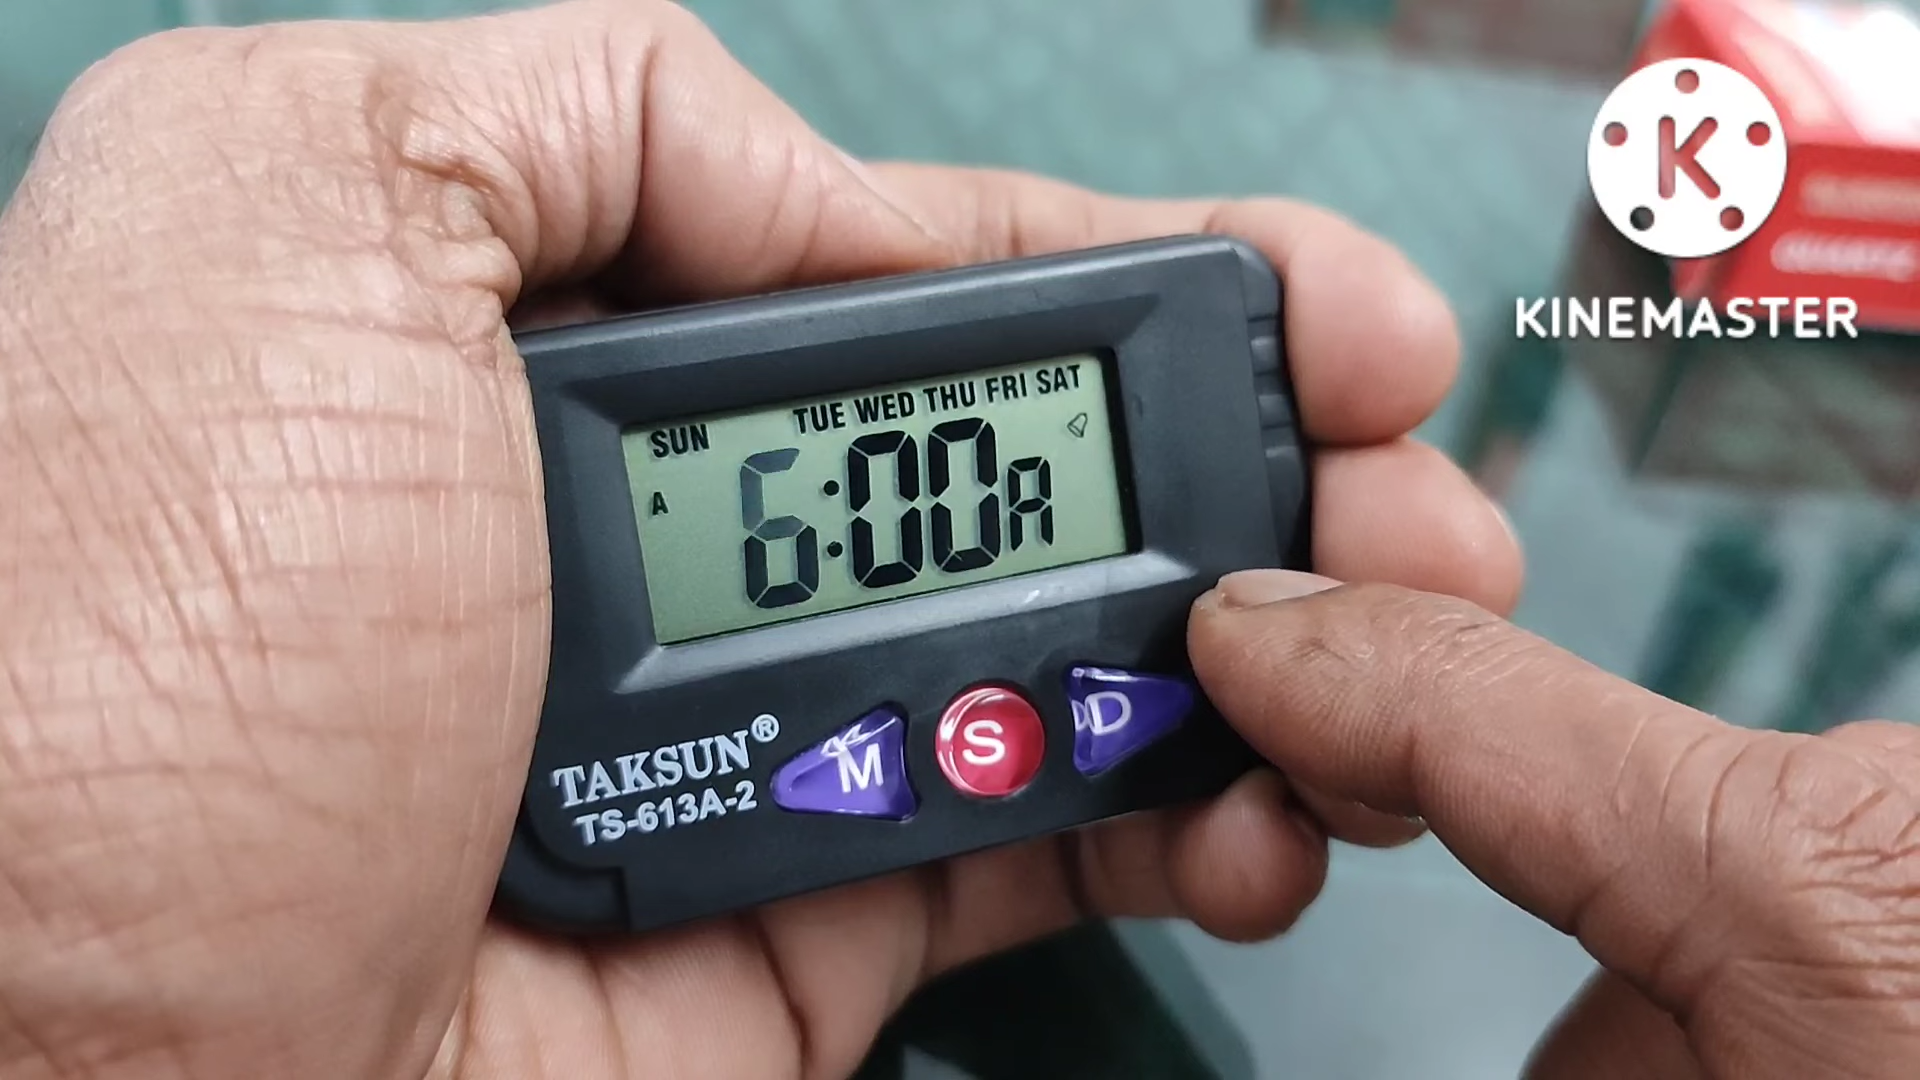 K
KINEMASTER
SUN TUE WED THU FRI SAT
A 6:00A
TAKSUN®
TS-613A-2
M S D